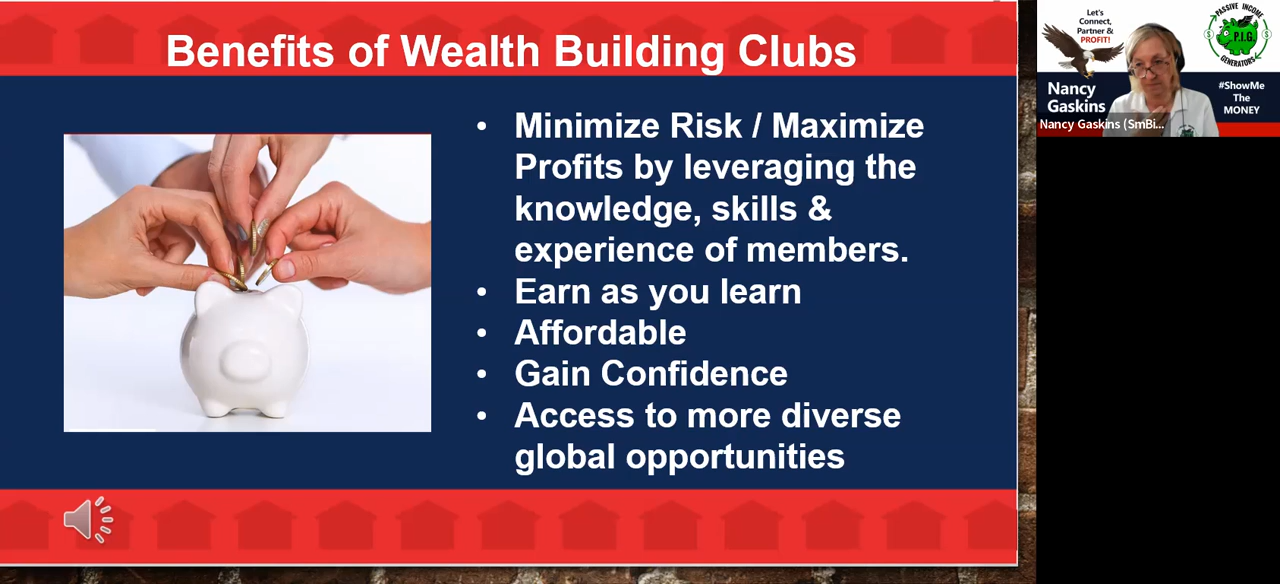 Benefits of Wealth Building Clubs
• Minimize Risk / Maximize
Profits by leveraging the
knowledge, skills &
experience of members.
• Earn as you learn
• Affordable
• Gain Confidence
• Access to more diverse
global opportunities
Let's
Connect,
Partner &
PROFIT!
Nancy
Gaskins
PASSIVE INCOME
P.I.G.
GENERATORS
#ShowMe
The
MONEY
Nancy Gaskins (SmBi...